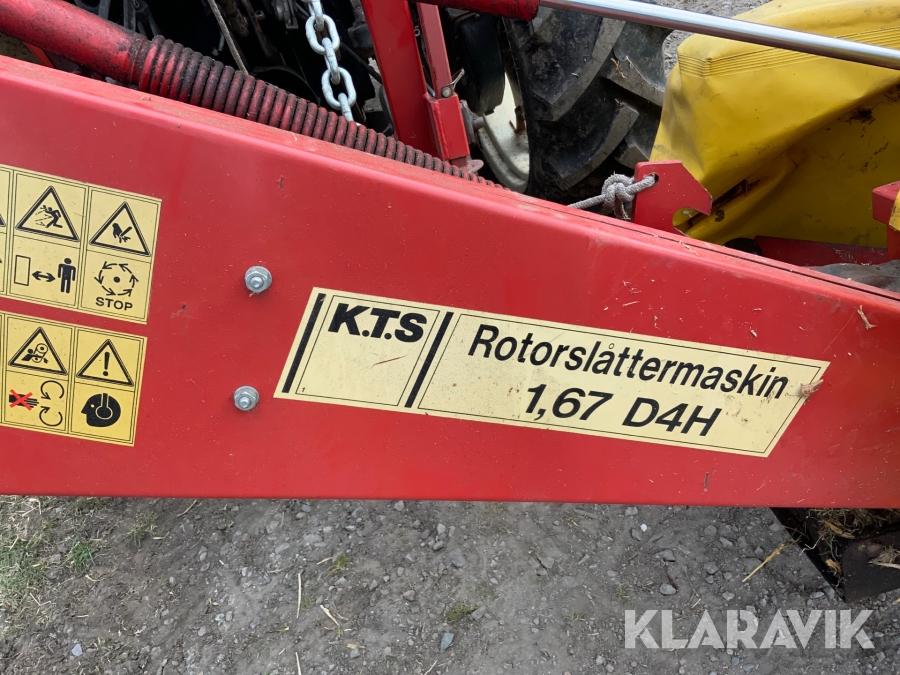 STOP
K.T.S
Rotorslåttermaskin
1,67 D4H
KLARAVIK